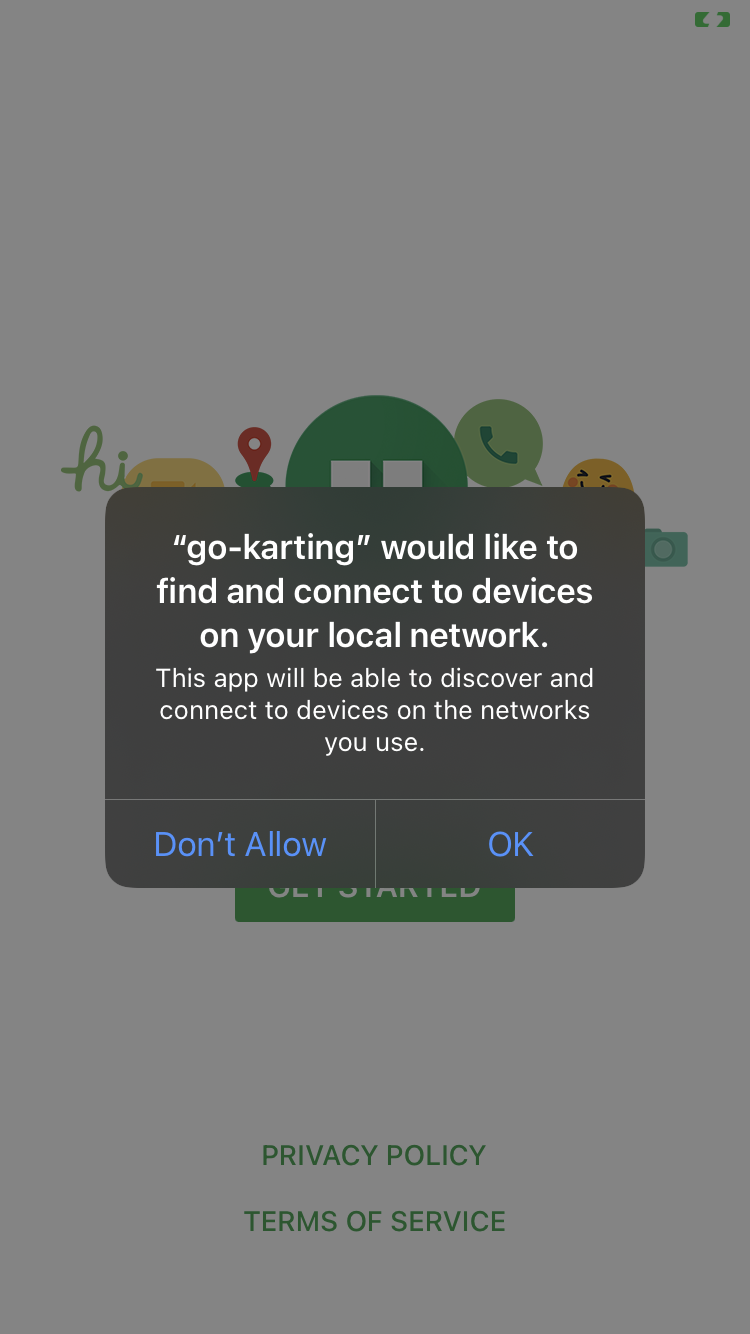 hi
“go-karting” would like to
find and connect to devices
on your local network.
This app will be able to discover and
connect to devices on the networks
you use.
Don’t Allow
OK
GET STARTED
PRIVACY POLICY
TERMS OF SERVICE